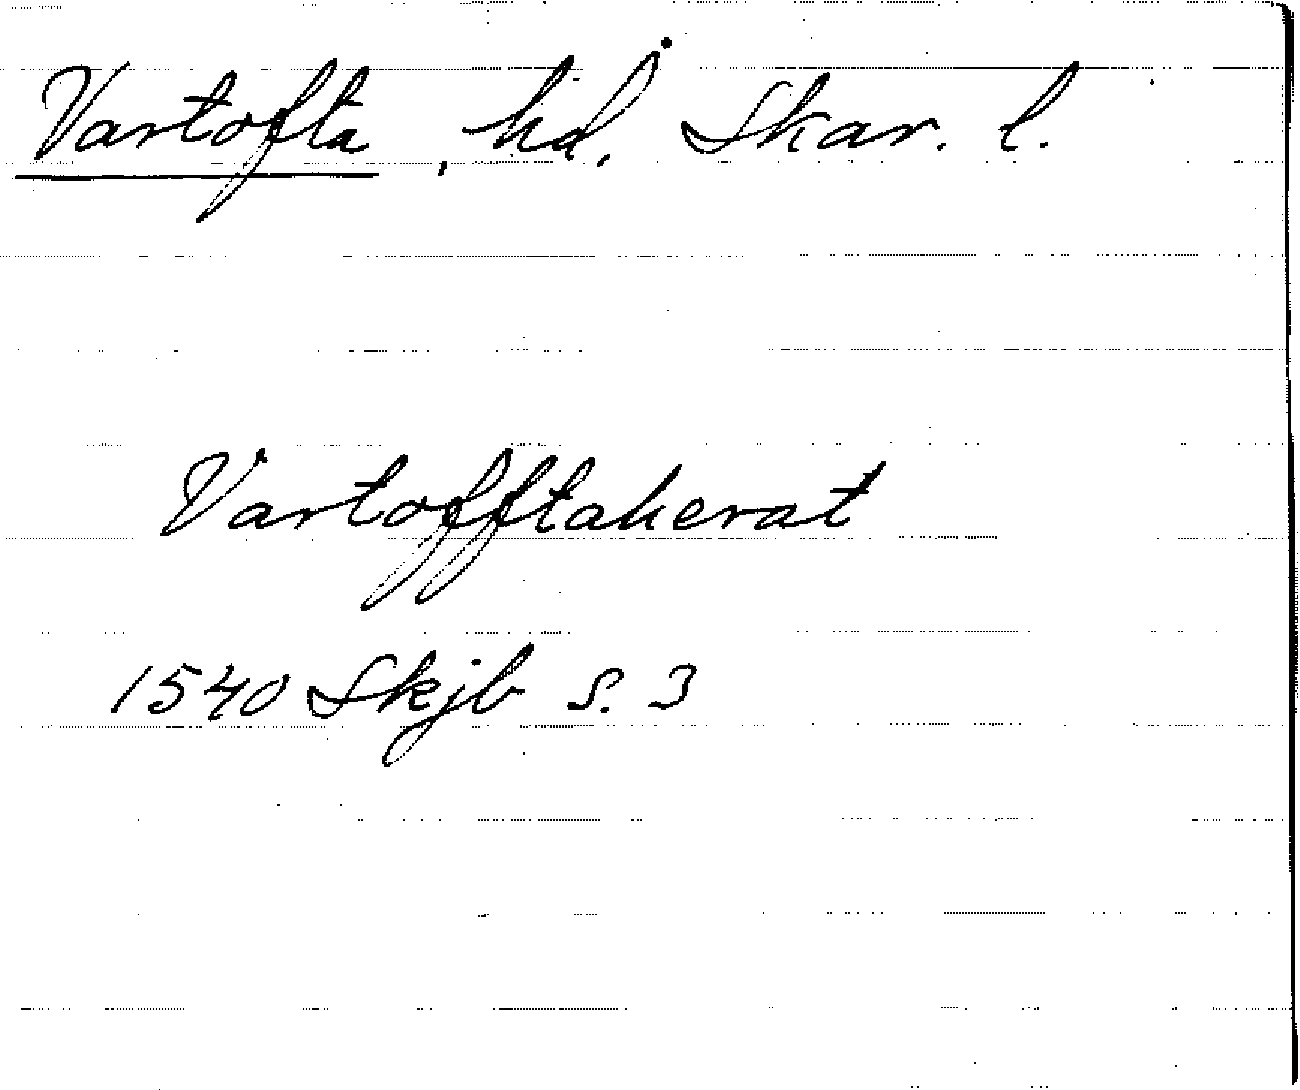 Vartofta, hd, Skar. l.
Vartofftaherat
1540 Skjb s. 3